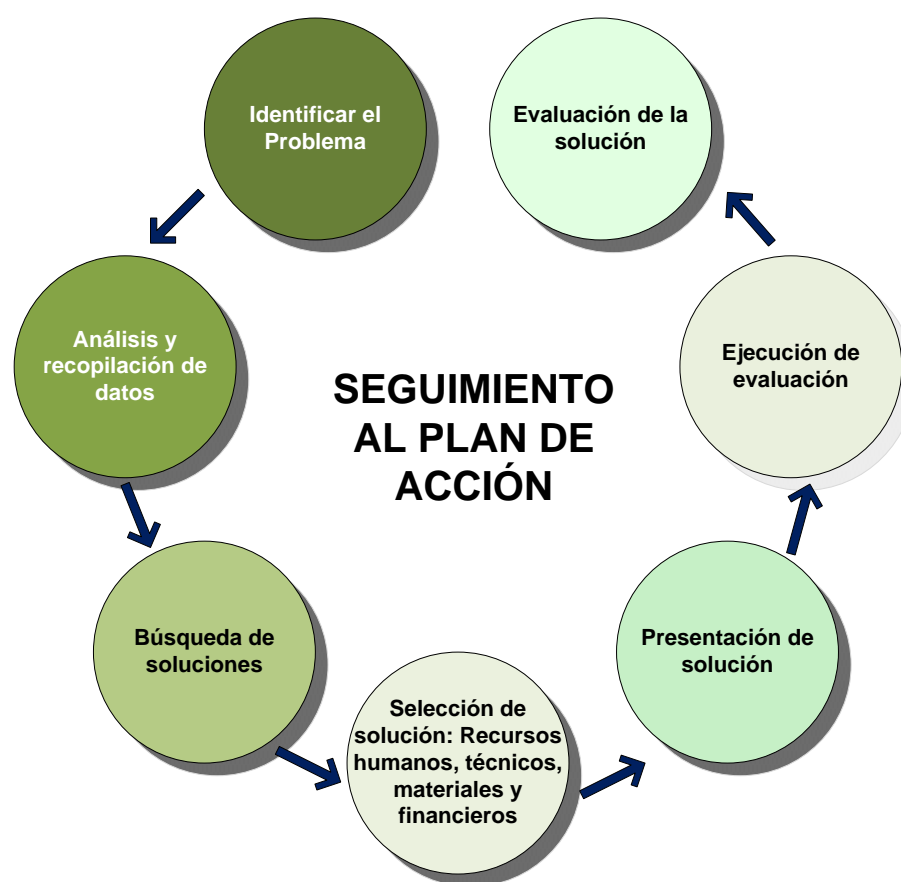 Identificar el
Problema
Análisis y
recopilación de
datos
Búsqueda de
soluciones
Selección de
solución: Recursos
humanos, técnicos,
materiales y
financieros
Presentación de
solución
Ejecución de
evaluación
Evaluación de la
solución
SEGUIMIENTO
AL PLAN DE
ACCIÓN